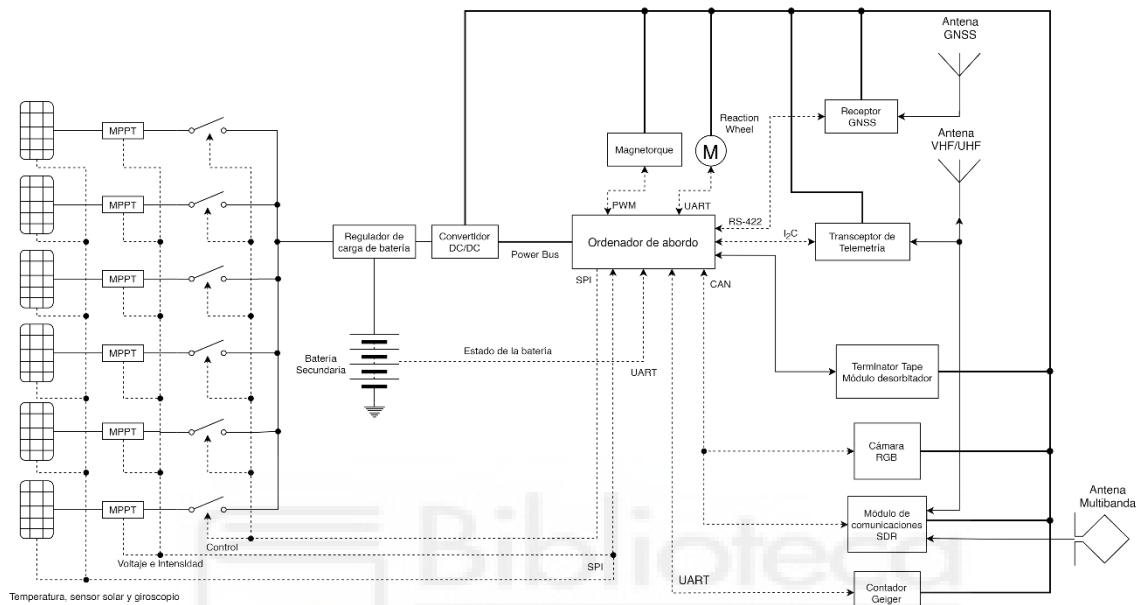 Antena
GNSS
Receptor
GNSS
Reaction
Wheel
M
Magnetorque
Antena
VHF/UHF
MPPT
MPPT
MPPT
MPPT
MPPT
MPPT
PWM
UART
RS-422
I2C
Transceptor de
Telemetría
Regulador de
carga de batería
Convertidor
DC/DC
Power Bus
Ordenador de abordo
SPI
CAN
Batería
Secundaria
Estado de la batería
UART
Terminator Tape
Módulo desorbitador
Cámara
RGB
Antena
Multibanda
Módulo de
comunicaciones
SDR
Control
Voltaje e Intensidad
SPI
UART
Contador
Geiger
Temperatura, sensor solar y giroscopio
Biblioteca